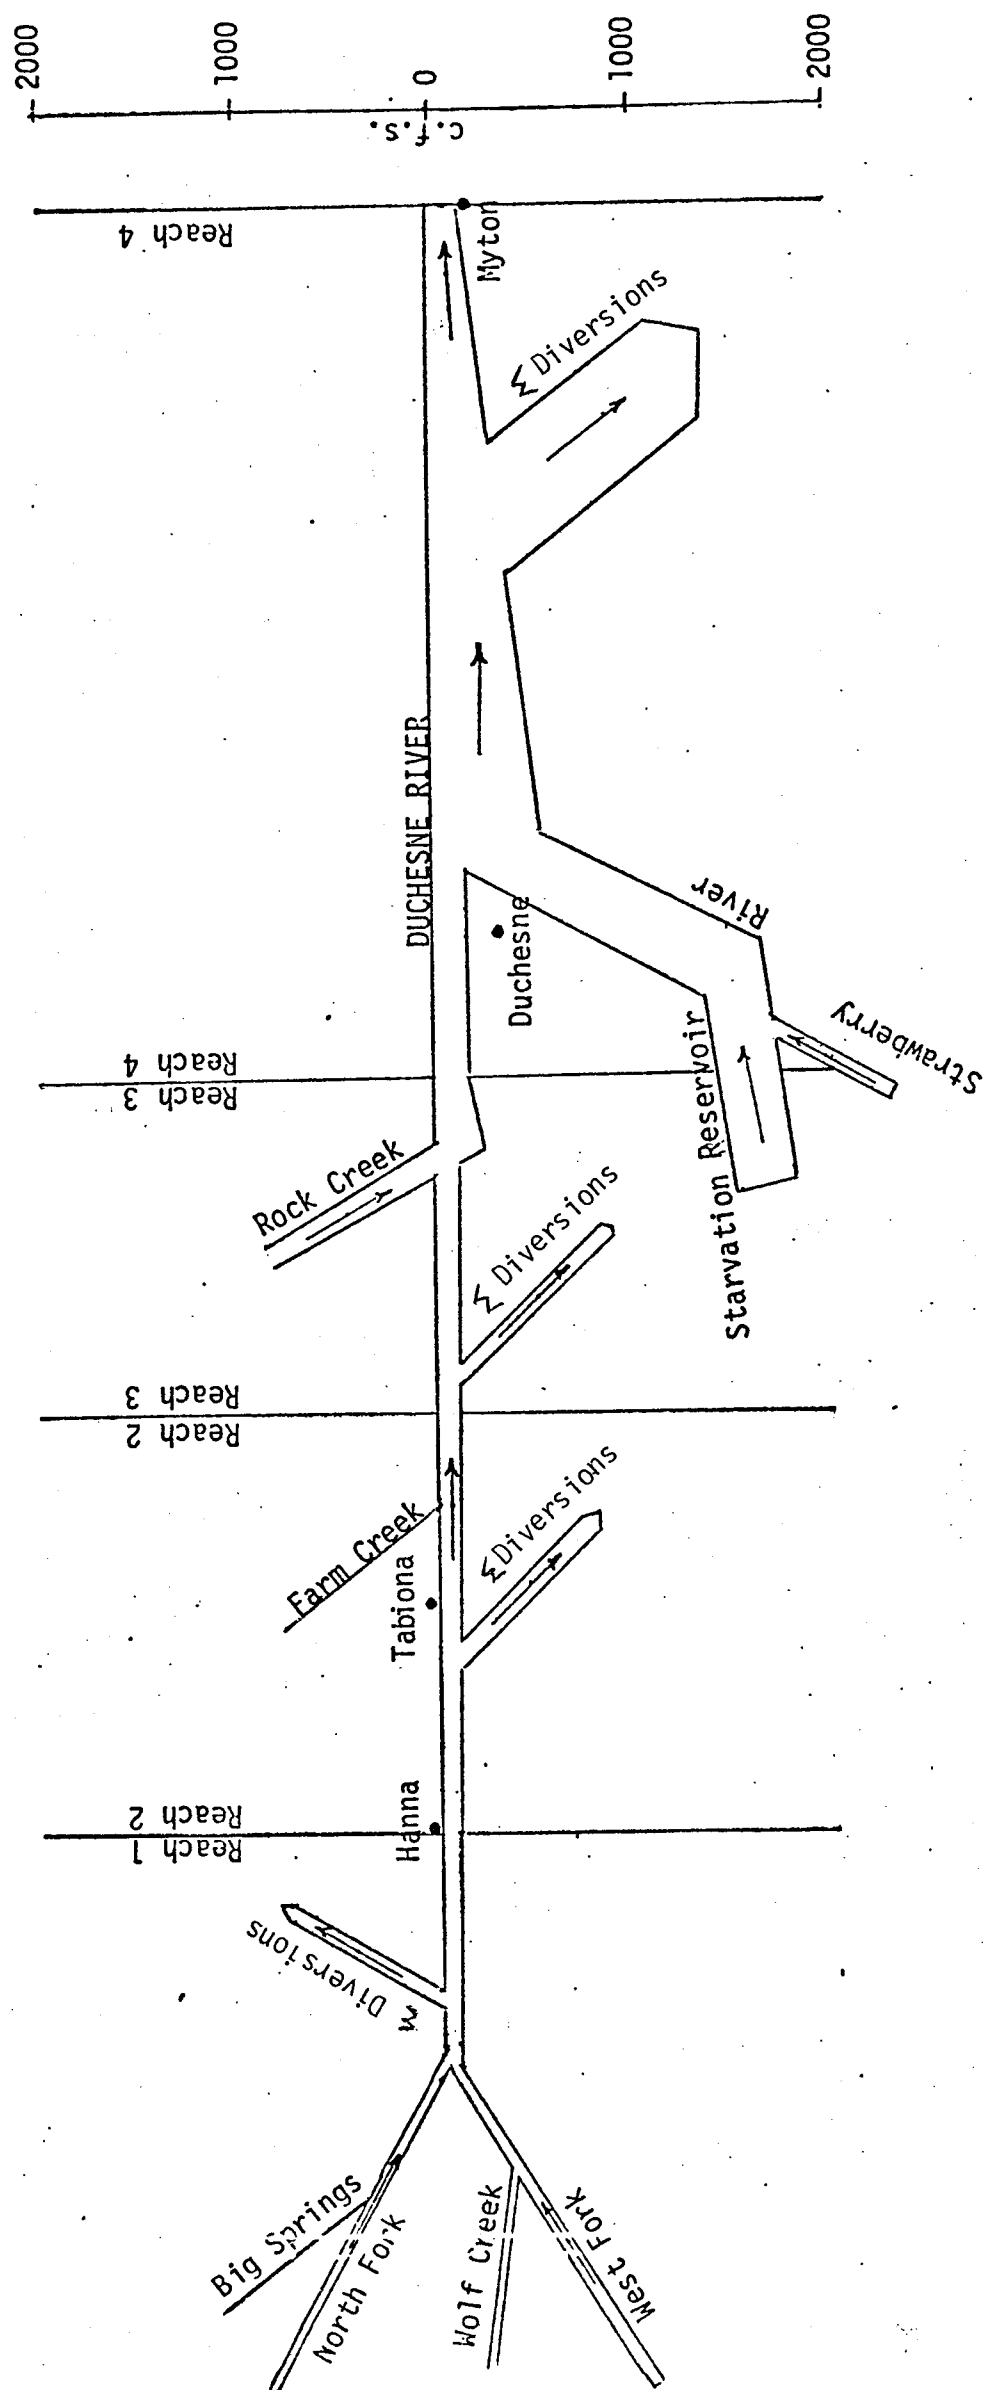 2000
1000
0
1000
2000
c.f.s.
Reach 4
Myton
Σ Diversions
DUCHESNE RIVER
River
Duchesne
Strawberry
Starvation Reservoir
Reach 4
Reach 3
Rock Creek
Σ Diversions
Reach 3
Reach 2
Farm Creek
Tabiona
Σ Diversions
Hanna
Reach 2
Reach 1
Σ Diversions
Big Springs
North Fork
Wolf Creek
West Fork